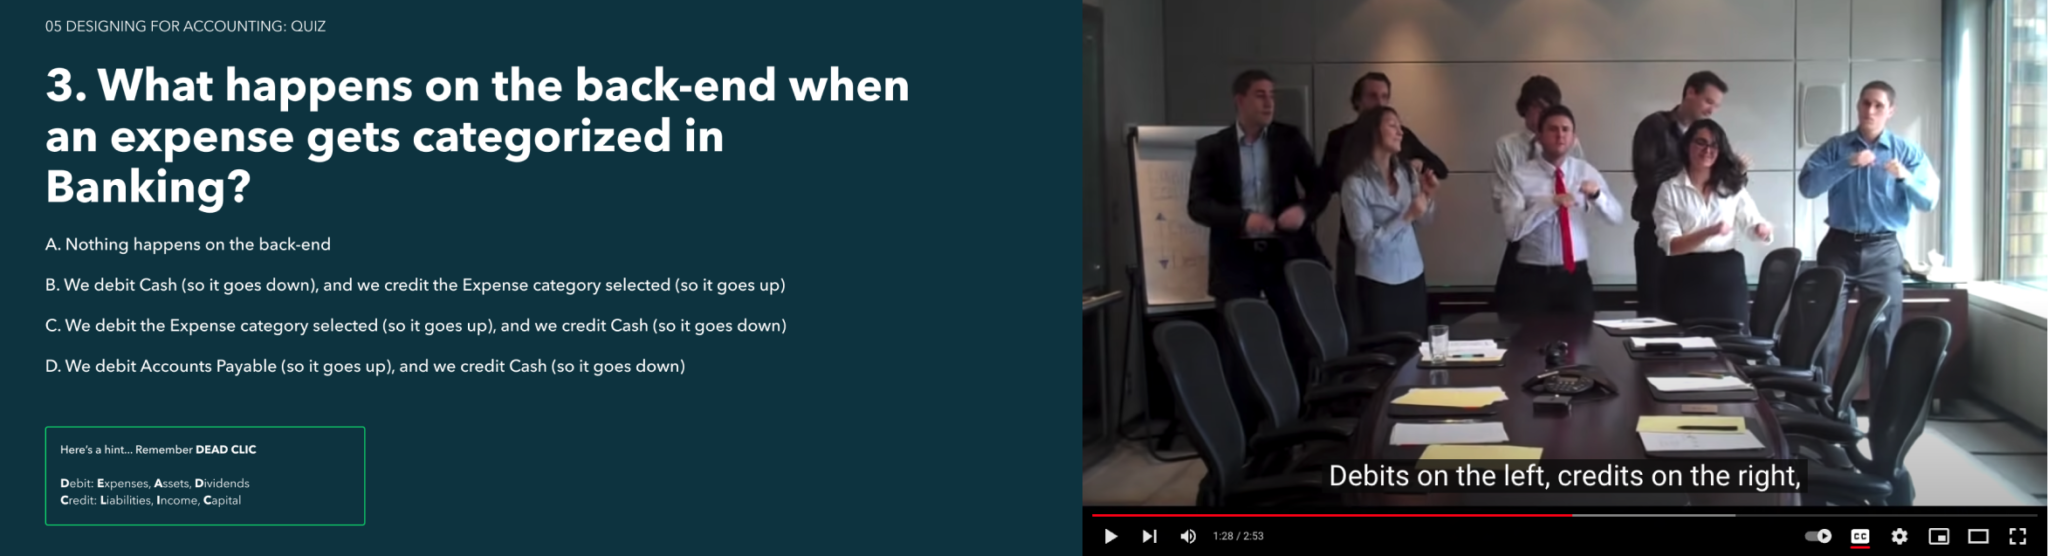 05 DESIGNING FOR ACCOUNTING: QUIZ
3. What happens on the back-end when
an expense gets categorized in
Banking?
A. Nothing happens on the back-end
B. We debit Cash (so it goes down), and we credit the Expense category selected (so it goes up)
C. We debit the Expense category selected (so it goes up), and we credit Cash (so it goes down)
D. We debit Accounts Payable (so it goes up), and we credit Cash (so it goes down)
Here's a hint... Remember DEAD CLIC
Debit: Expenses, Assets, Dividends
Credit: Liabilities, Income, Capital
Debits on the left, credits on the right,
1:28 / 2:53
CC